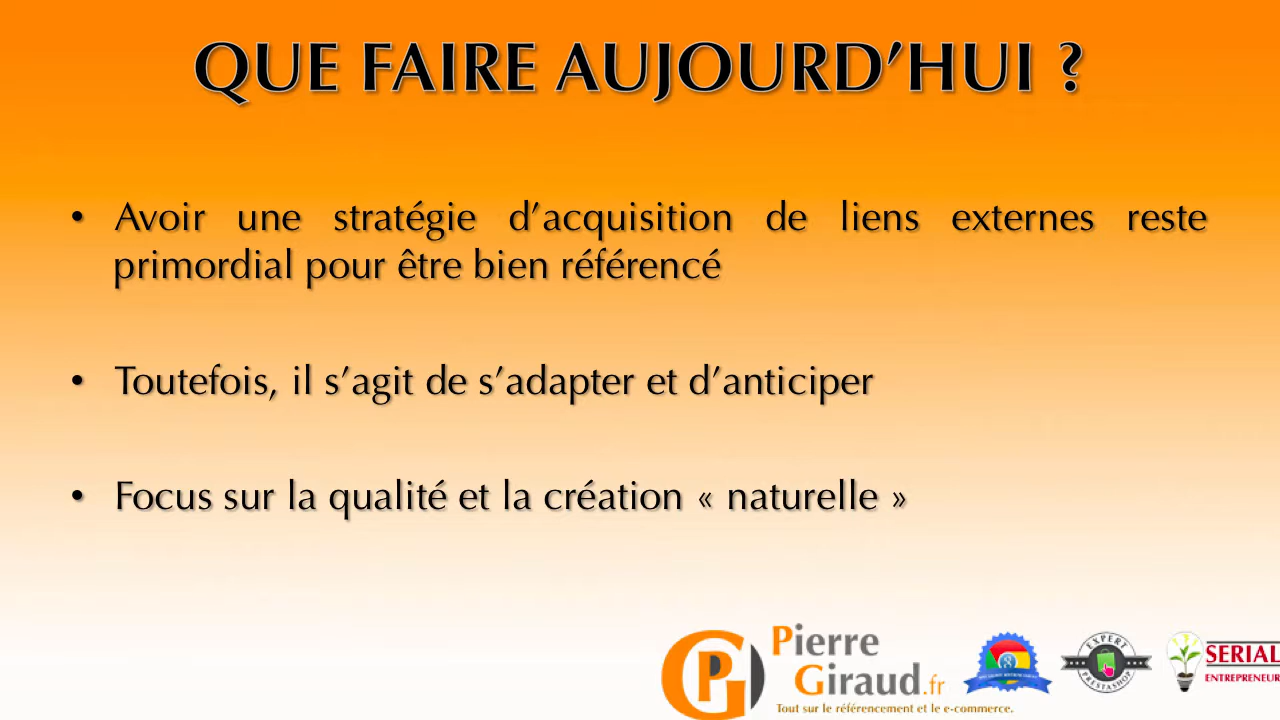 QUE FAIRE AUJOURD’HUI ?
• Avoir une stratégie d’acquisition de liens externes reste
primordial pour être bien référencé
• Toutefois, il s’agit de s’adapter et d’anticiper
• Focus sur la qualité et la création « naturelle »
Pierre
Giraud.fr
Tout sur le référencement et le e-commerce.
EXPERT
PRESTASHOP
SERIAL
ENTREPRENEUR